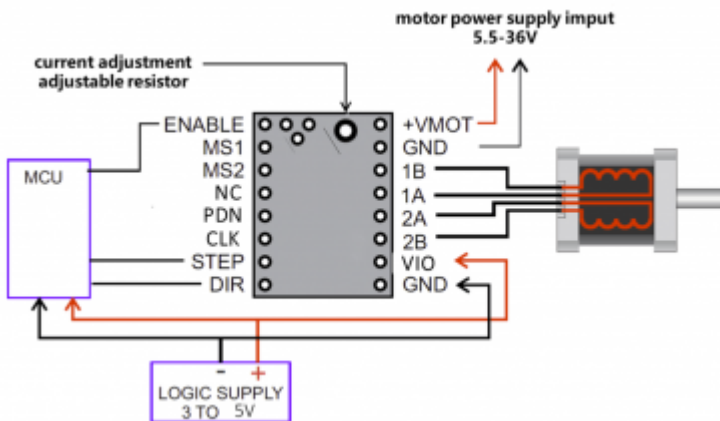 motor power supply imput
5.5-36V
current adjustment
adjustable resistor
ENABLE
MS1
MS2
NC
PDN
CLK
STEP
DIR
+VMOT
GND
1B
1A
2A
2B
VIO
GND
MCU
- +
LOGIC SUPPLY
3 TO 5V